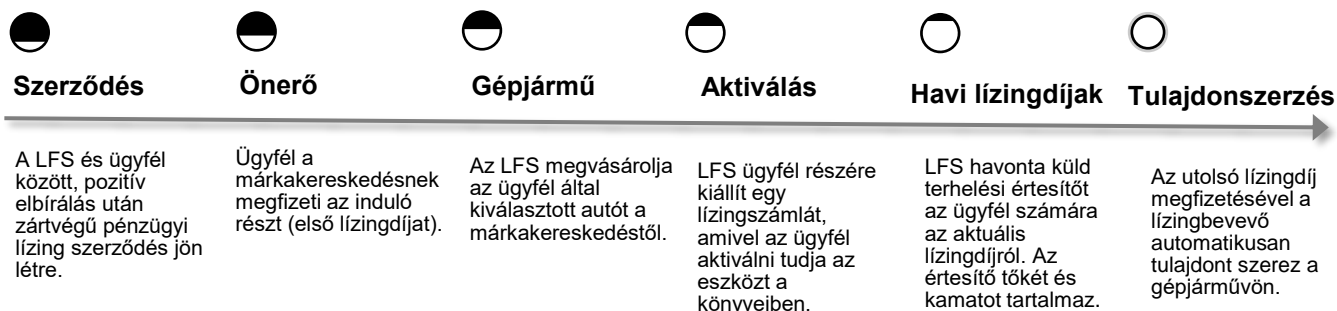 Szerződés
Önerő
Gépjármű
Aktiválás
Havi lízingdíjak
Tulajdonszerzés
A LFS és ügyfél
között, pozitív
elbírálás után
zártvégű pénzügyi
lízing szerződés jön
létre.
Ügyfél a
márkakereskedésnek
megfizeti az induló
részt (első lízingdíjat).
Az LFS megvásárolja
az ügyfél által
kiválasztott autót a
márkakereskedéstől.
LFS ügyfél részére
kiállít egy
lízingszámlát,
amivel az ügyfél
aktiválni tudja az
eszközt a
könyveiben.
LFS havonta küld
terhelési értesítőt
az ügyfél számára
az aktuális
lízingdíjról. Az
értesítő tőkét és
kamatot tartalmaz.
Az utolsó lízingdíj
megfizetésével a
lízingbevevő
automatikusan
tulajdont szerez a
gépjárművön.